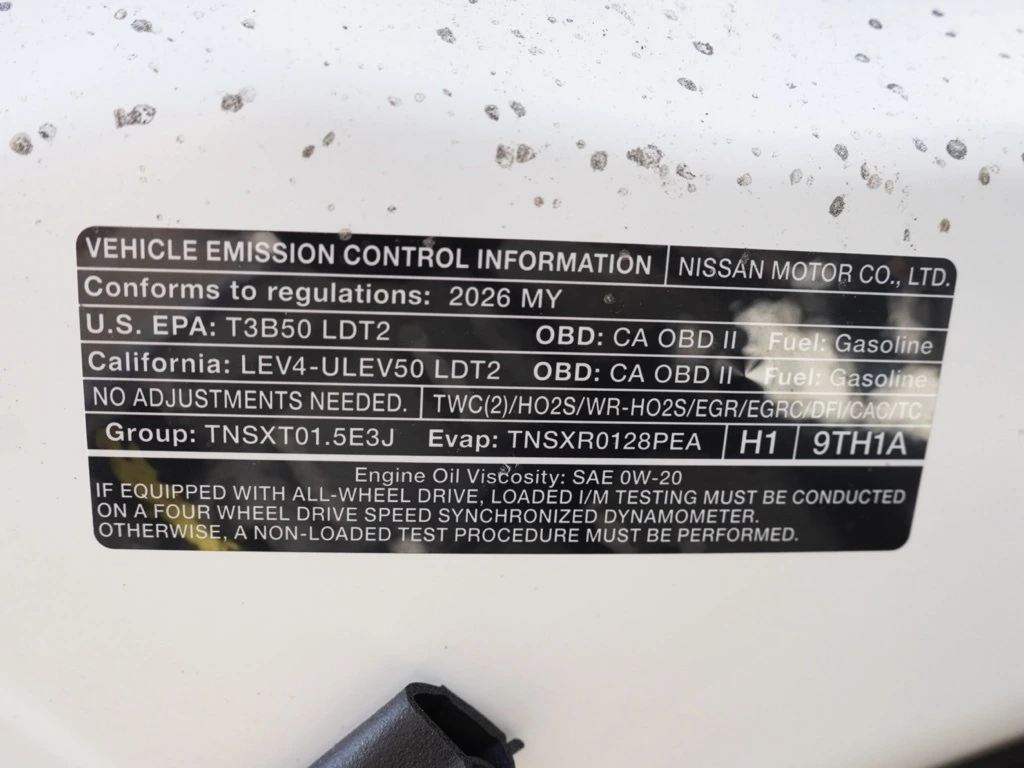 VEHICLE EMISSION CONTROL INFORMATION NISSAN MOTOR CO., LTD.
Conforms to regulations: 2026 MY
U.S. EPA: T3B50 LDT2 OBD: CA OBD II Fuel: Gasoline
California: LEV4-ULEV50 LDT2 OBD: CA OBD II Fuel: Gasoline
NO ADJUSTMENTS NEEDED. TWC(2)/HO2S/WR-HO2S/EGR/EGRC/DFI/CAC/TC
Group: TNSXT01.5E3J Evap: TNSXR0128PEA H1 9TH1A
Engine Oil Viscosity: SAE 0W-20
IF EQUIPPED WITH ALL-WHEEL DRIVE, LOADED I/M TESTING MUST BE CONDUCTED
ON A FOUR WHEEL DRIVE SPEED SYNCHRONIZED DYNAMOMETER.
OTHERWISE, A NON-LOADED TEST PROCEDURE MUST BE PERFORMED.